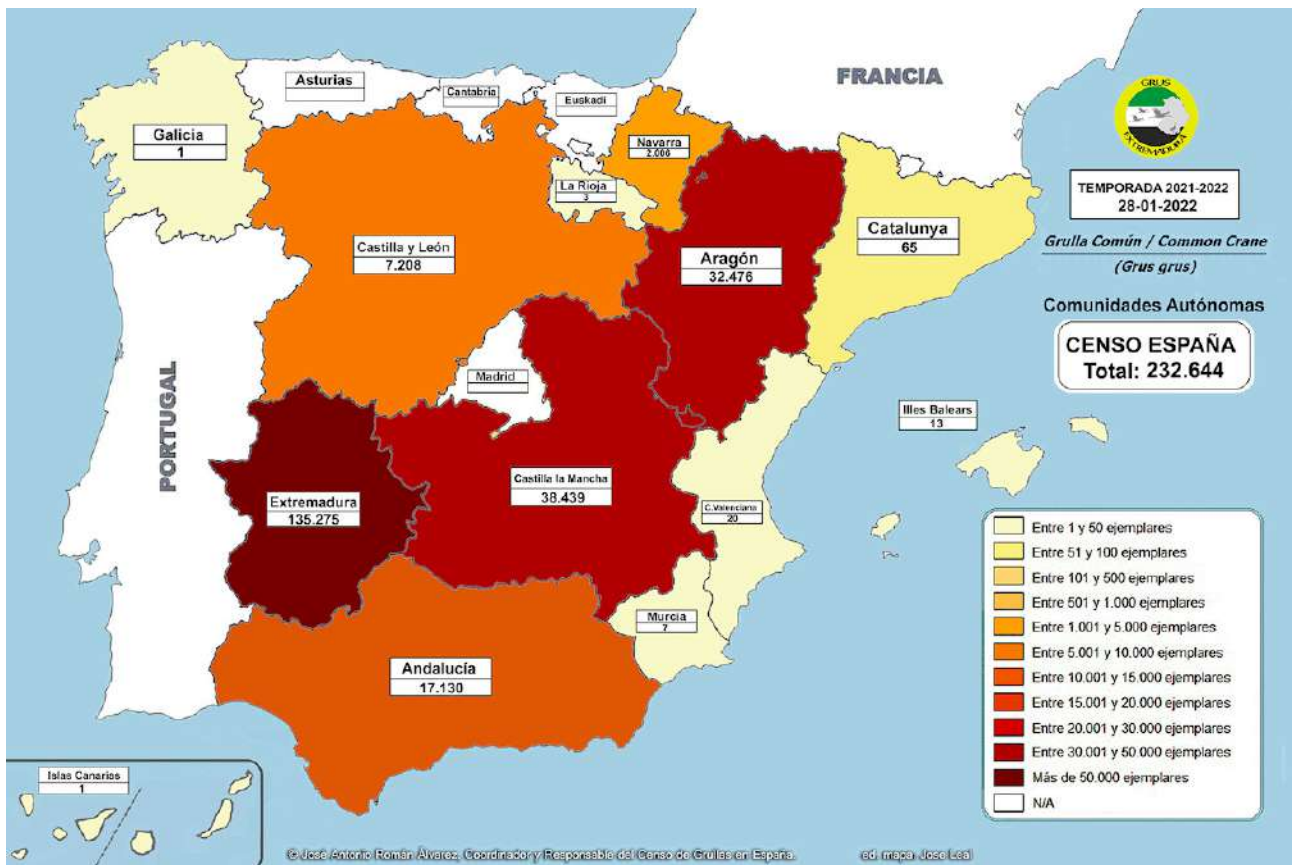 FRANCIA
Asturias
Cantabria
Euskadi
Galicia
1
Navarra
2.006
La Rioja
3
Castilla y León
7.208
Aragón
32.476
Catalunya
65
Madrid
PORTUGAL
Extremadura
135.275
Castilla la Mancha
38.439
C.Valenciana
20
Illes Balears
13
Murcia
7
Andalucía
17.130
Islas Canarias
1
GRUS
EXTREMADURA
TEMPORADA 2021-2022
28-01-2022
Grulla Común / Common Crane
(Grus grus)
Comunidades Autónomas
CENSO ESPAÑA
Total: 232.644
Entre 1 y 50 ejemplares
Entre 51 y 100 ejemplares
Entre 101 y 500 ejemplares
Entre 501 y 1.000 ejemplares
Entre 1.001 y 5.000 ejemplares
Entre 5.001 y 10.000 ejemplares
Entre 10.001 y 15.000 ejemplares
Entre 15.001 y 20.000 ejemplares
Entre 20.001 y 30.000 ejemplares
Entre 30.001 y 50.000 ejemplares
Más de 50.000 ejemplares
N/A
© José Antonio Román Álvarez, Coordinador y Responsable del Censo de Grullas en España. ed. mapa Jose Leal